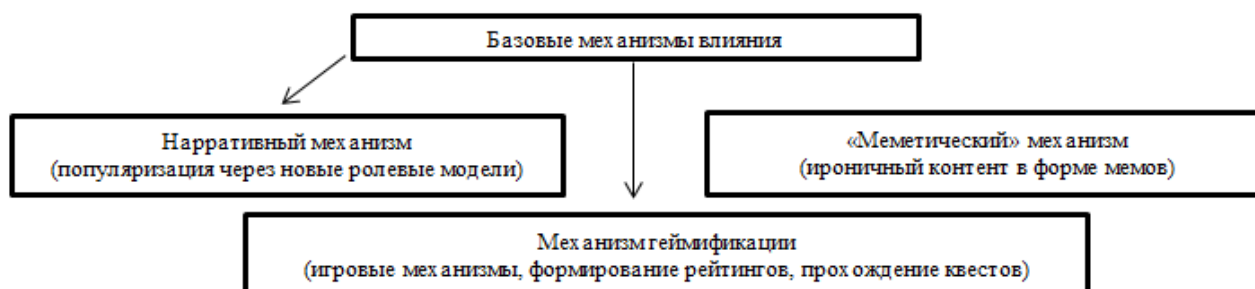 Базовые механизмы влияния
Нарративный механизм
(популяризация через новые ролевые модели)
«Меметический» механизм
(ироничный контент в форме мемов)
Механизм геймификации
(игровые механизмы, формирование рейтингов, прохождение квестов)